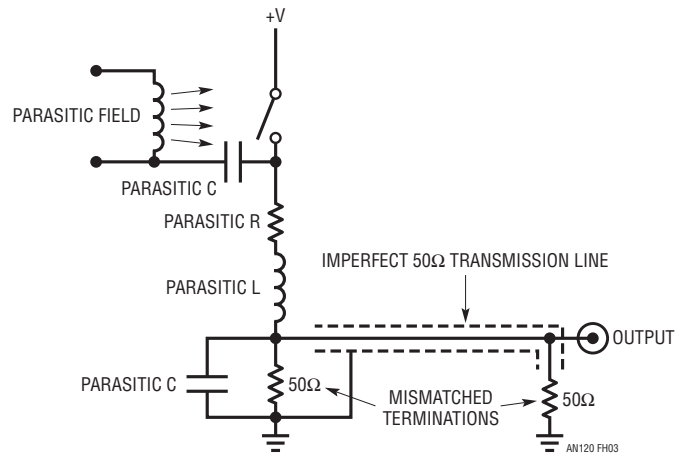 +V
PARASITIC FIELD
PARASITIC C
PARASITIC R
IMPERFECT 50Ω TRANSMISSION LINE
PARASITIC L
OUTPUT
PARASITIC C
50Ω
MISMATCHED
TERMINATIONS
50Ω
AN120 FH03